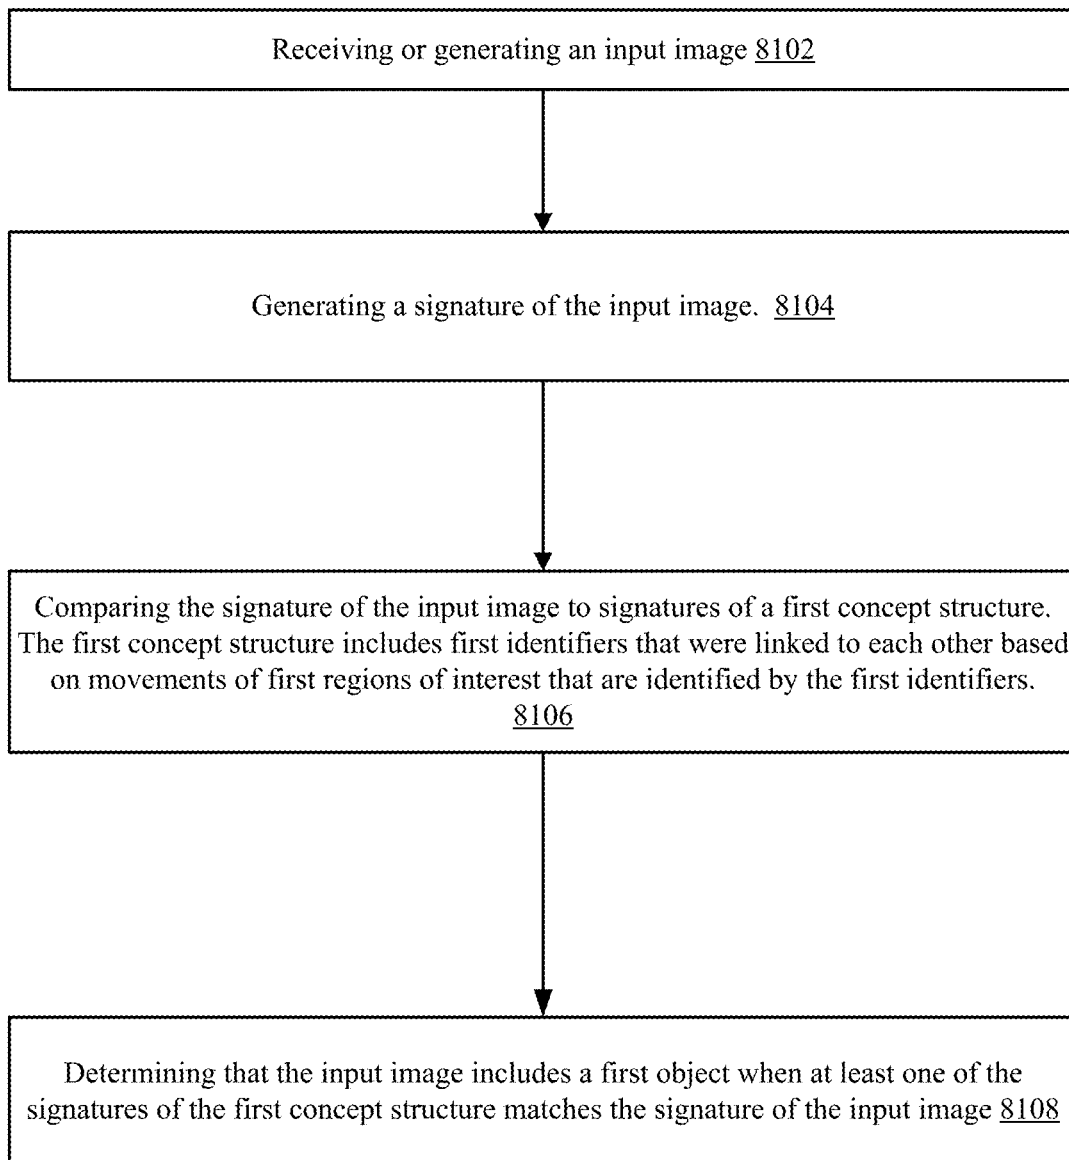 Receiving or generating an input image 8102
Generating a signature of the input image.  8104
Comparing the signature of the input image to signatures of a first concept structure.
The first concept structure includes first identifiers that were linked to each other based
on movements of first regions of interest that are identified by the first identifiers.
8106
Determining that the input image includes a first object when at least one of the
signatures of the first concept structure matches the signature of the input image 8108